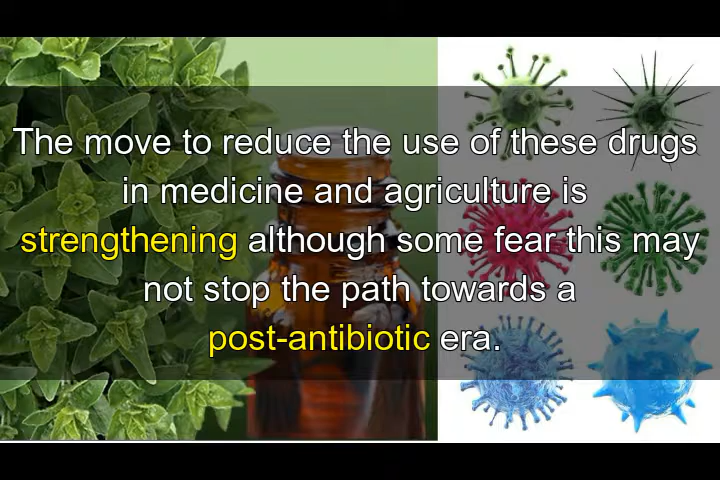 The move to reduce the use of these drugs
in medicine and agriculture is
strengthening although some fear this may
not stop the path towards a
post-antibiotic era.